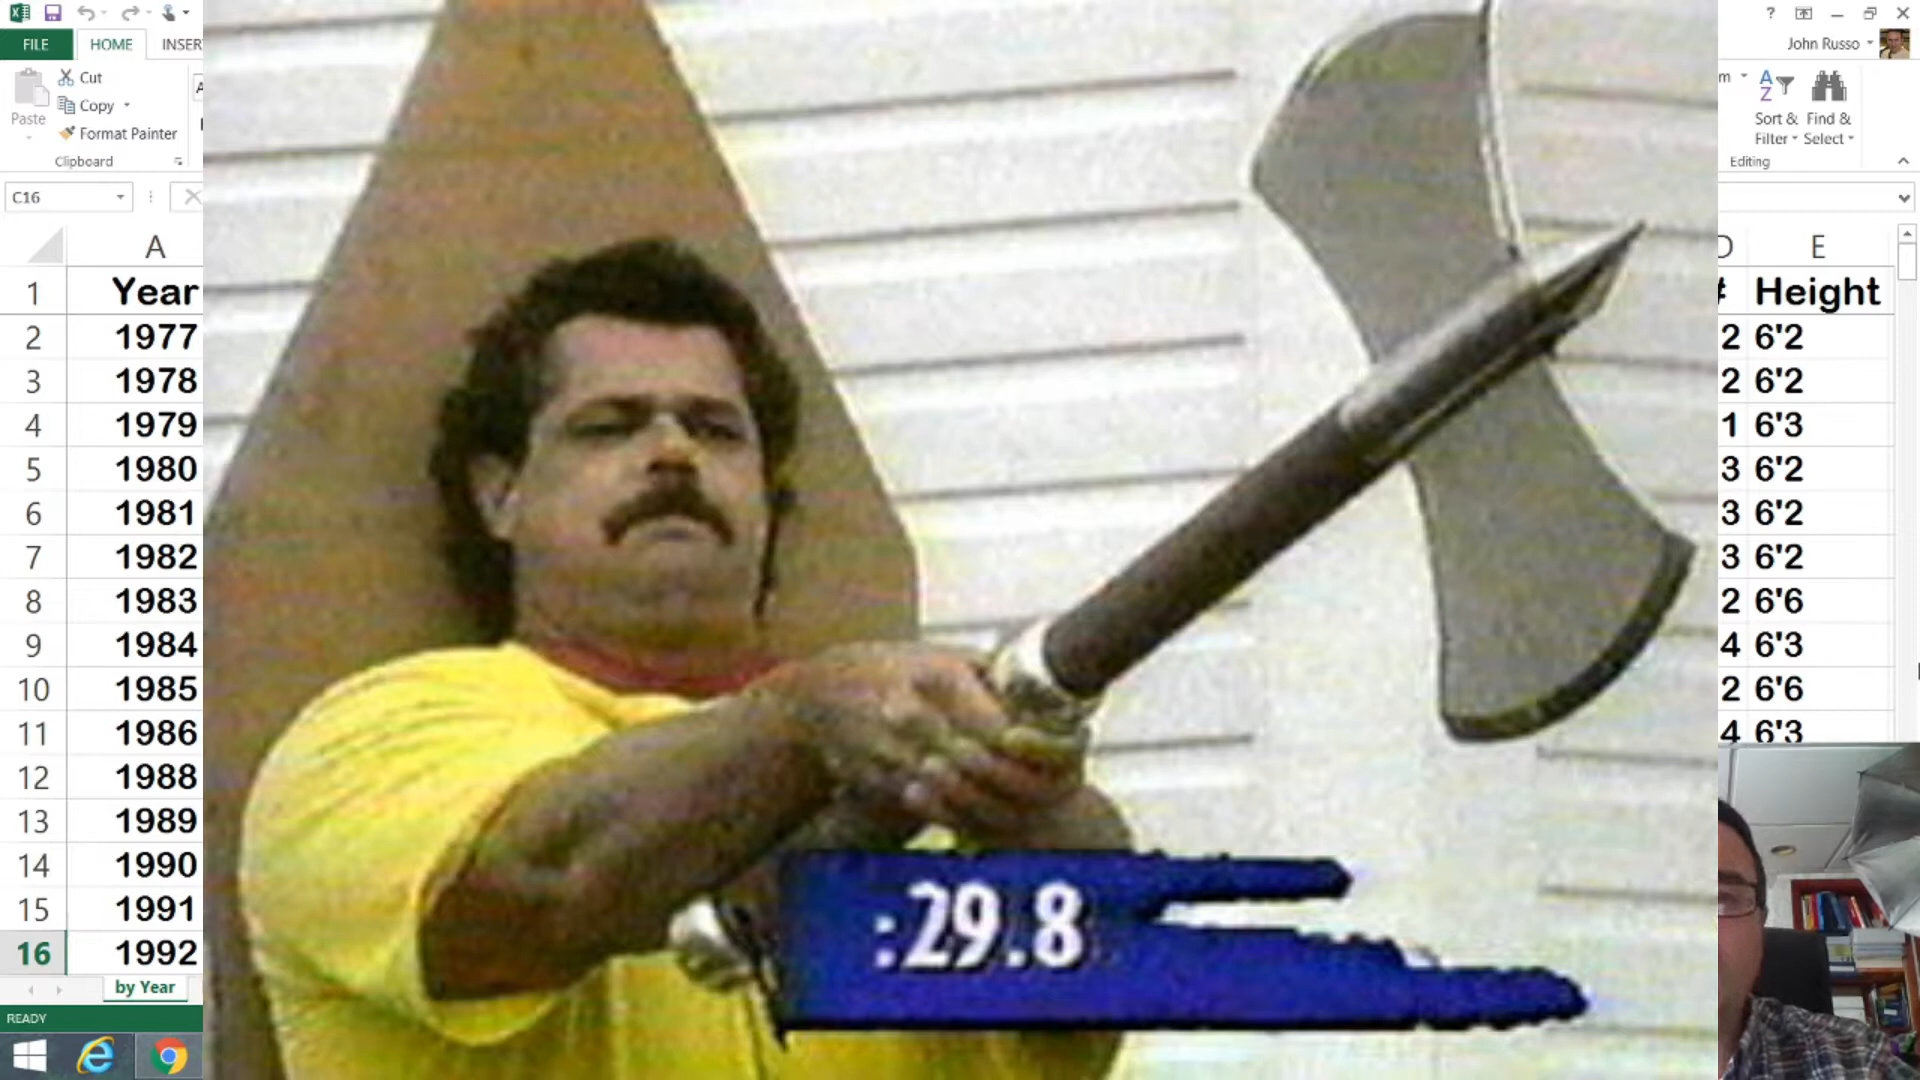 ?
John Russo
FILE HOME INSER
Cut
Copy
Format Painter
Paste
Clipboard
Sort & Filter
Find & Select
Editing
C16
A E
1 Year Height
2 1977 2 6'2
3 1978 2 6'2
4 1979 1 6'3
5 1980 3 6'2
6 1981 3 6'2
7 1982 3 6'2
8 1983 2 6'6
9 1984 4 6'3
10 1985 2 6'6
11 1986 4 6'3
12 1988
13 1989
14 1990
15 1991
16 1992
:29.8
by Year
READY